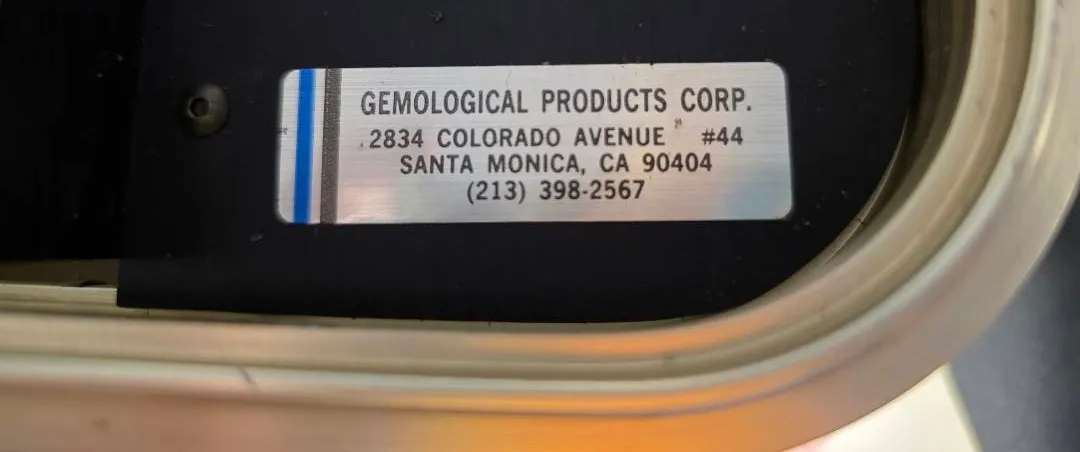 GEMOLOGICAL PRODUCTS CORP.
2834 COLORADO AVENUE #44
SANTA MONICA, CA 90404
(213) 398-2567